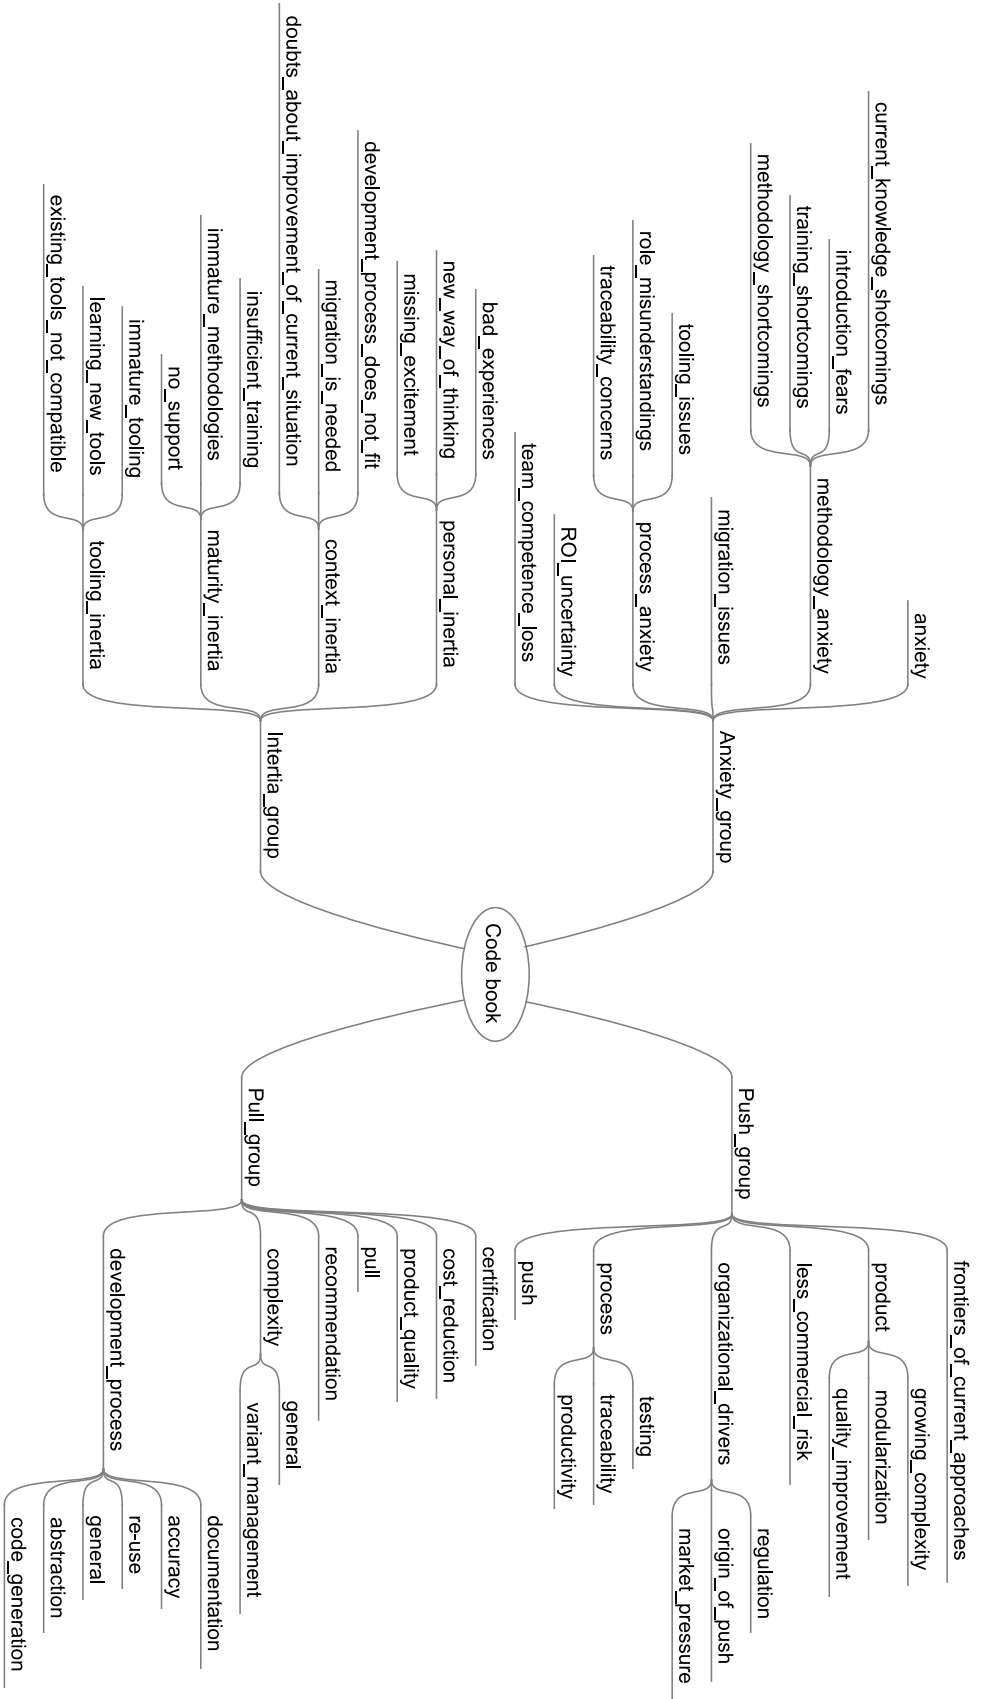 Code book
Anxiety_group
anxiety
methodology_anxiety
current_knowledge_shotcomings
introduction_fears
training_shortcomings
methodology_shortcomings
migration_issues
process_anxiety
tooling_issues
role_misunderstandings
traceability_concerns
ROI_uncertainty
team_competence_loss
Intertia_group
personal_inertia
bad_experiences
new_way_of_thinking
missing_excitement
context_inertia
development_process_does_not_fit
migration_is_needed
doubts_about_improvement_of_current_situation
maturity_inertia
insufficient_training
immature_methodologies
no_support
tooling_inertia
immature_tooling
learning_new_tools
existing_tools_not_compatible
Push_group
frontiers_of_current_approaches
product
growing_complexity
modularization
quality_improvement
less_commercial_risk
organizational_drivers
regulation
origin_of_push
market_pressure
process
testing
traceability
productivity
push
Pull_group
certification
cost_reduction
product_quality
pull
recommendation
complexity
general
variant_management
development_process
documentation
accuracy
re-use
general
abstraction
code_generation